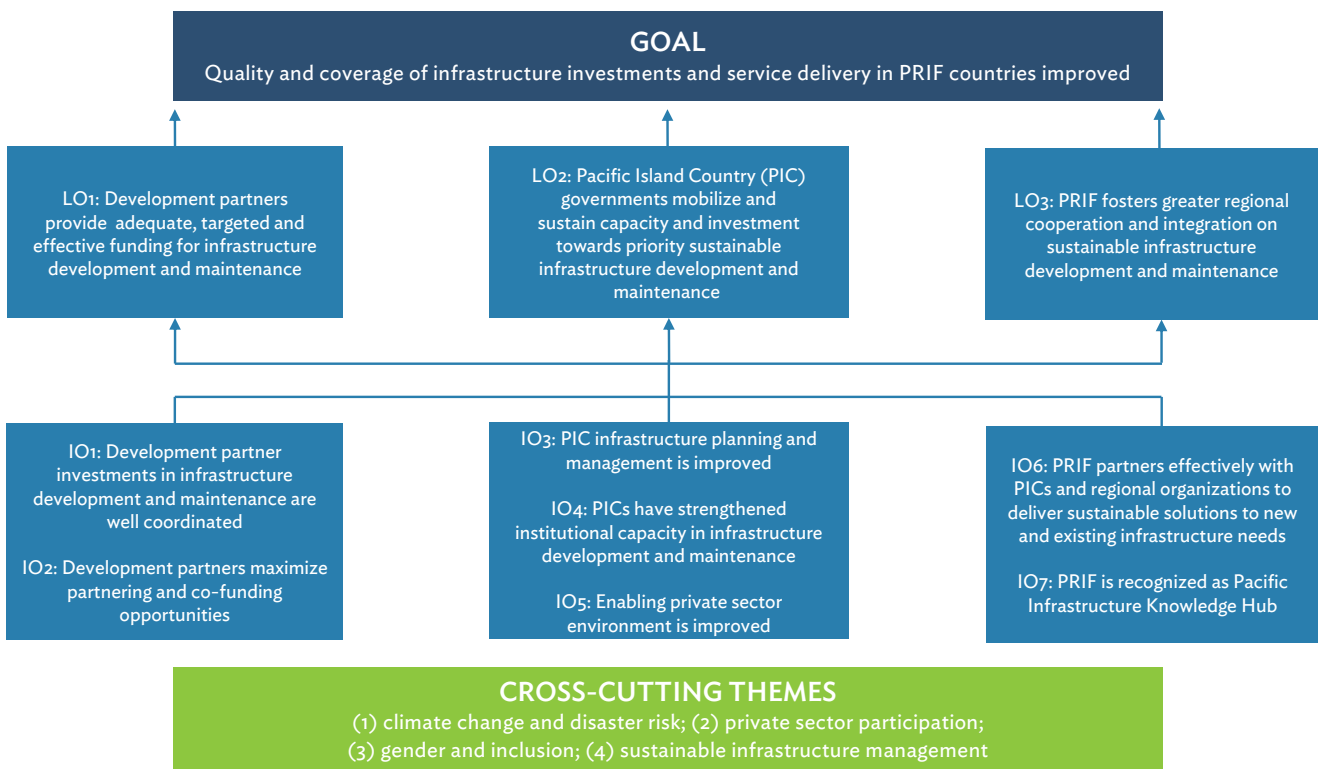 GOAL
Quality and coverage of infrastructure investments and service delivery in PRIF countries improved
LO1: Development partners
provide adequate, targeted and
effective funding for infrastructure
development and maintenance
LO2: Pacific Island Country (PIC)
governments mobilize and
sustain capacity and investment
towards priority sustainable
infrastructure development and
maintenance
LO3: PRIF fosters greater regional
cooperation and integration on
sustainable infrastructure
development and maintenance
IO1: Development partner
investments in infrastructure
development and maintenance are
well coordinated
IO2: Development partners maximize
partnering and co-funding
opportunities
IO3: PIC infrastructure planning and
management is improved
IO4: PICs have strengthened
institutional capacity in infrastructure
development and maintenance
IO5: Enabling private sector
environment is improved
IO6: PRIF partners effectively with
PICs and regional organizations to
deliver sustainable solutions to new
and existing infrastructure needs
IO7: PRIF is recognized as Pacific
Infrastructure Knowledge Hub
CROSS-CUTTING THEMES
(1) climate change and disaster risk; (2) private sector participation;
(3) gender and inclusion; (4) sustainable infrastructure management